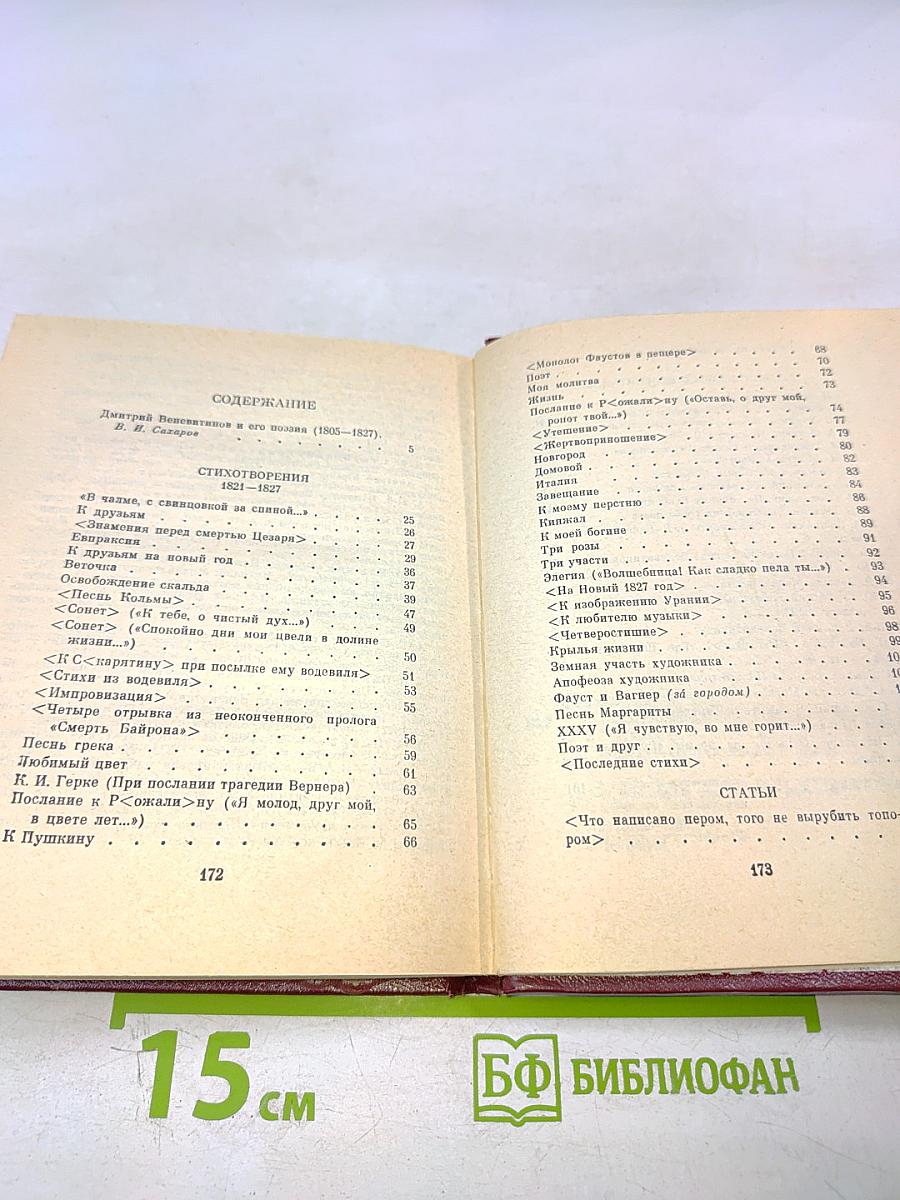 СОДЕРЖАНИЕ
Дмитрий Веневитинов и его поэзия (1805—1827).
В. И. Сахаров . . . . . . . . 5
СТИХОТВОРЕНИЯ
1821—1827
«В чалме, с свинцовкой за спиной...» . . . . 25
К друзьям . . . . . . . . . . 26
<Знамения перед смертью Цезаря> . . . . 27
Евпраксия . . . . . . . . . . 29
К друзьям на новый год . . . . . . . 36
Веточка . . . . . . . . . . . 37
Освобождение скальда . . . . . . . 39
<Песнь Кольмы> . . . . . . . . . 47
<Сонет> («К тебе, о чистый дух...») . . . . 49
<Сонет> («Спокойно дни мои цвели в долине
жизни...») . . . . . . . . . . 50
<К С<карятину> при посылке ему водевиля> 51
<Стихи из водевиля> . . . . . . . . 53
<Импровизация> . . . . . . . . . 55
<Четыре отрывка из неоконченного пролога
«Смерть Байрона»> . . . . . . . . 56
Песнь грека . . . . . . . . . . 59
Любимый цвет . . . . . . . . . . 61
К. И. Герке (При послании трагедии Вернера) . 63
Послание к Р<ожали>ну («Я молод, друг мой,
в цвете лет...») . . . . . . . . . 65
К Пушкину . . . . . . . . . . . 66
172
<Монолог Фаустов в пещере> . . . . . . 68
Поэт . . . . . . . . . . . . 70
Моя молитва . . . . . . . . . . 72
Жизнь . . . . . . . . . . . . 73
Послание к Р<ожали>ну («Оставь, о друг мой,
ропот твой...») . . . . . . . . . 74
<Утешение> . . . . . . . . . . 77
<Жертвоприношение> . . . . . . . . 79
Новгород . . . . . . . . . . . 80
Домовой . . . . . . . . . . . 82
Италия . . . . . . . . . . . . 83
Завещание . . . . . . . . . . . 84
К моему перстню . . . . . . . . . 86
Кинжал . . . . . . . . . . . . 88
К моей богине . . . . . . . . . . 89
Три розы . . . . . . . . . . . 91
Три участи . . . . . . . . . . . 92
Элегия («Волшебница! Как сладко пела ты...») . 93
<На Новый 1827 год> . . . . . . . . 94
<К изображению Урании> . . . . . . . 95
<К любителю музыки> . . . . . . . . 96
<Четверостишие> . . . . . . . . . 98
Крылья жизни . . . . . . . . . . 99
Земная участь художника . . . . . . . 10
Апофеоза художника . . . . . . . . 10
Фауст и Вагнер (за́ городом) . . . . . . 1
Песнь Маргариты . . . . . . . . .
XXXV («Я чувствую, во мне горит...») . . .
Поэт и друг . . . . . . . . . . .
<Последние стихи> . . . . . . . . .
СТАТЬИ
<Что написано пером, того не вырубить топо-
ром> . . . . . . . . . . . .
173
15 см
БФ БИБЛИОФАН